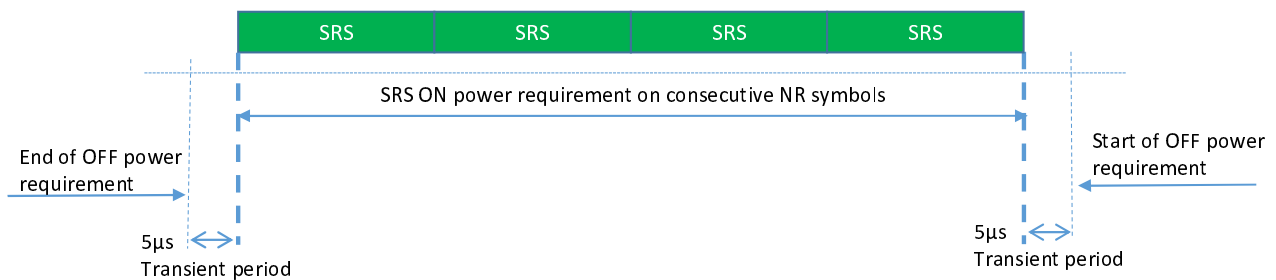 SRS SRS SRS SRS
SRS ON power requirement on consecutive NR symbols
End of OFF power
requirement
Start of OFF power
requirement
5µs
Transient period
5µs
Transient period